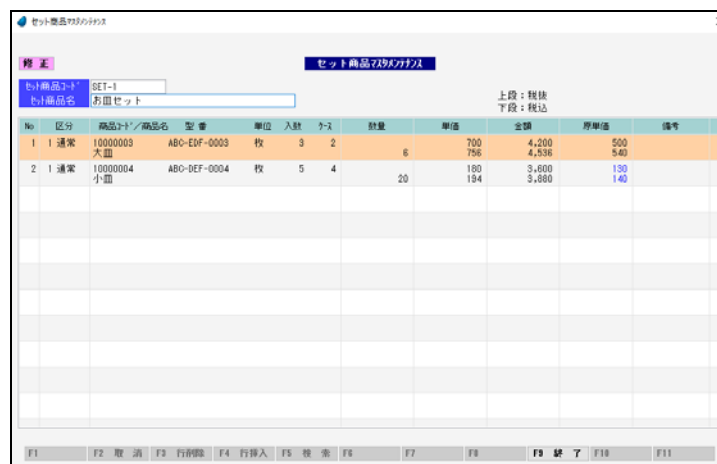 セット商品ﾏｽﾀﾒﾝﾃﾅﾝｽ
修 正
セット商品ﾏｽﾀﾒﾝﾃﾅﾝｽ
ｾｯﾄ商品ｺｰﾄﾞ SET-1
ｾｯﾄ商品名 お皿セット
上段：税抜
下段：税込
No 区分 商品ｺｰﾄﾞ／商品名 型番 単位 入数 ｹｰｽ 数量 単価 金額 原単価 備考
1 1 通常 10000003 ABC-EDF-0003 枚 3 2 700 4,200 500
大皿 6 756 4,536 540
2 1 通常 10000004 ABC-DEF-0004 枚 5 4 180 3,600 130
小皿 20 194 3,880 140
F1 F2 取 消 F3 行削除 F4 行挿入 F5 検 索 F6 F7 F8 F9 終 了 F10 F11